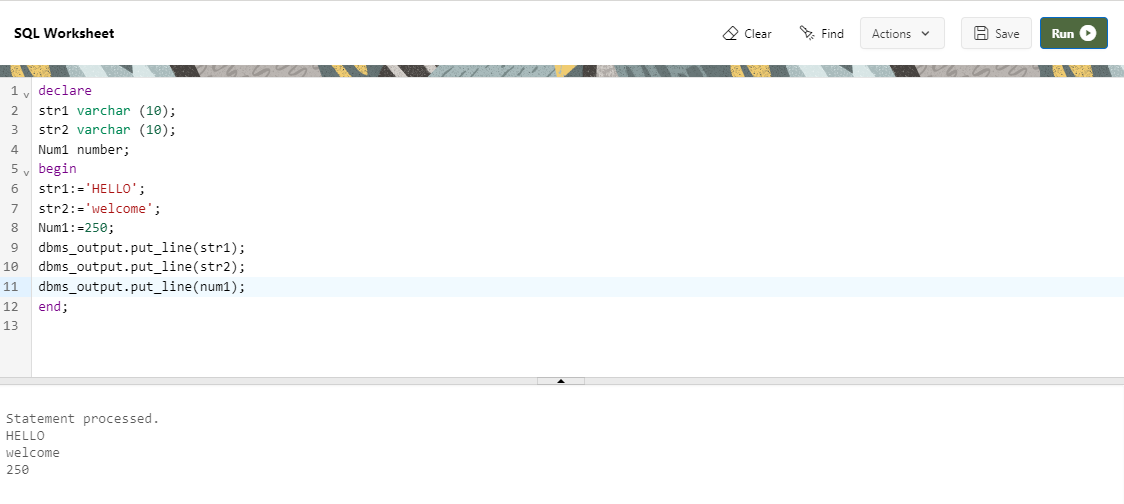 SQL Worksheet
Clear
Find
Actions
Save
Run
1 declare
2 str1 varchar (10);
3 str2 varchar (10);
4 Num1 number;
5 begin
6 str1:='HELLO';
7 str2:='welcome';
8 Num1:=250;
9 dbms_output.put_line(str1);
10 dbms_output.put_line(str2);
11 dbms_output.put_line(num1);
12 end;
13
Statement processed.
HELLO
welcome
250